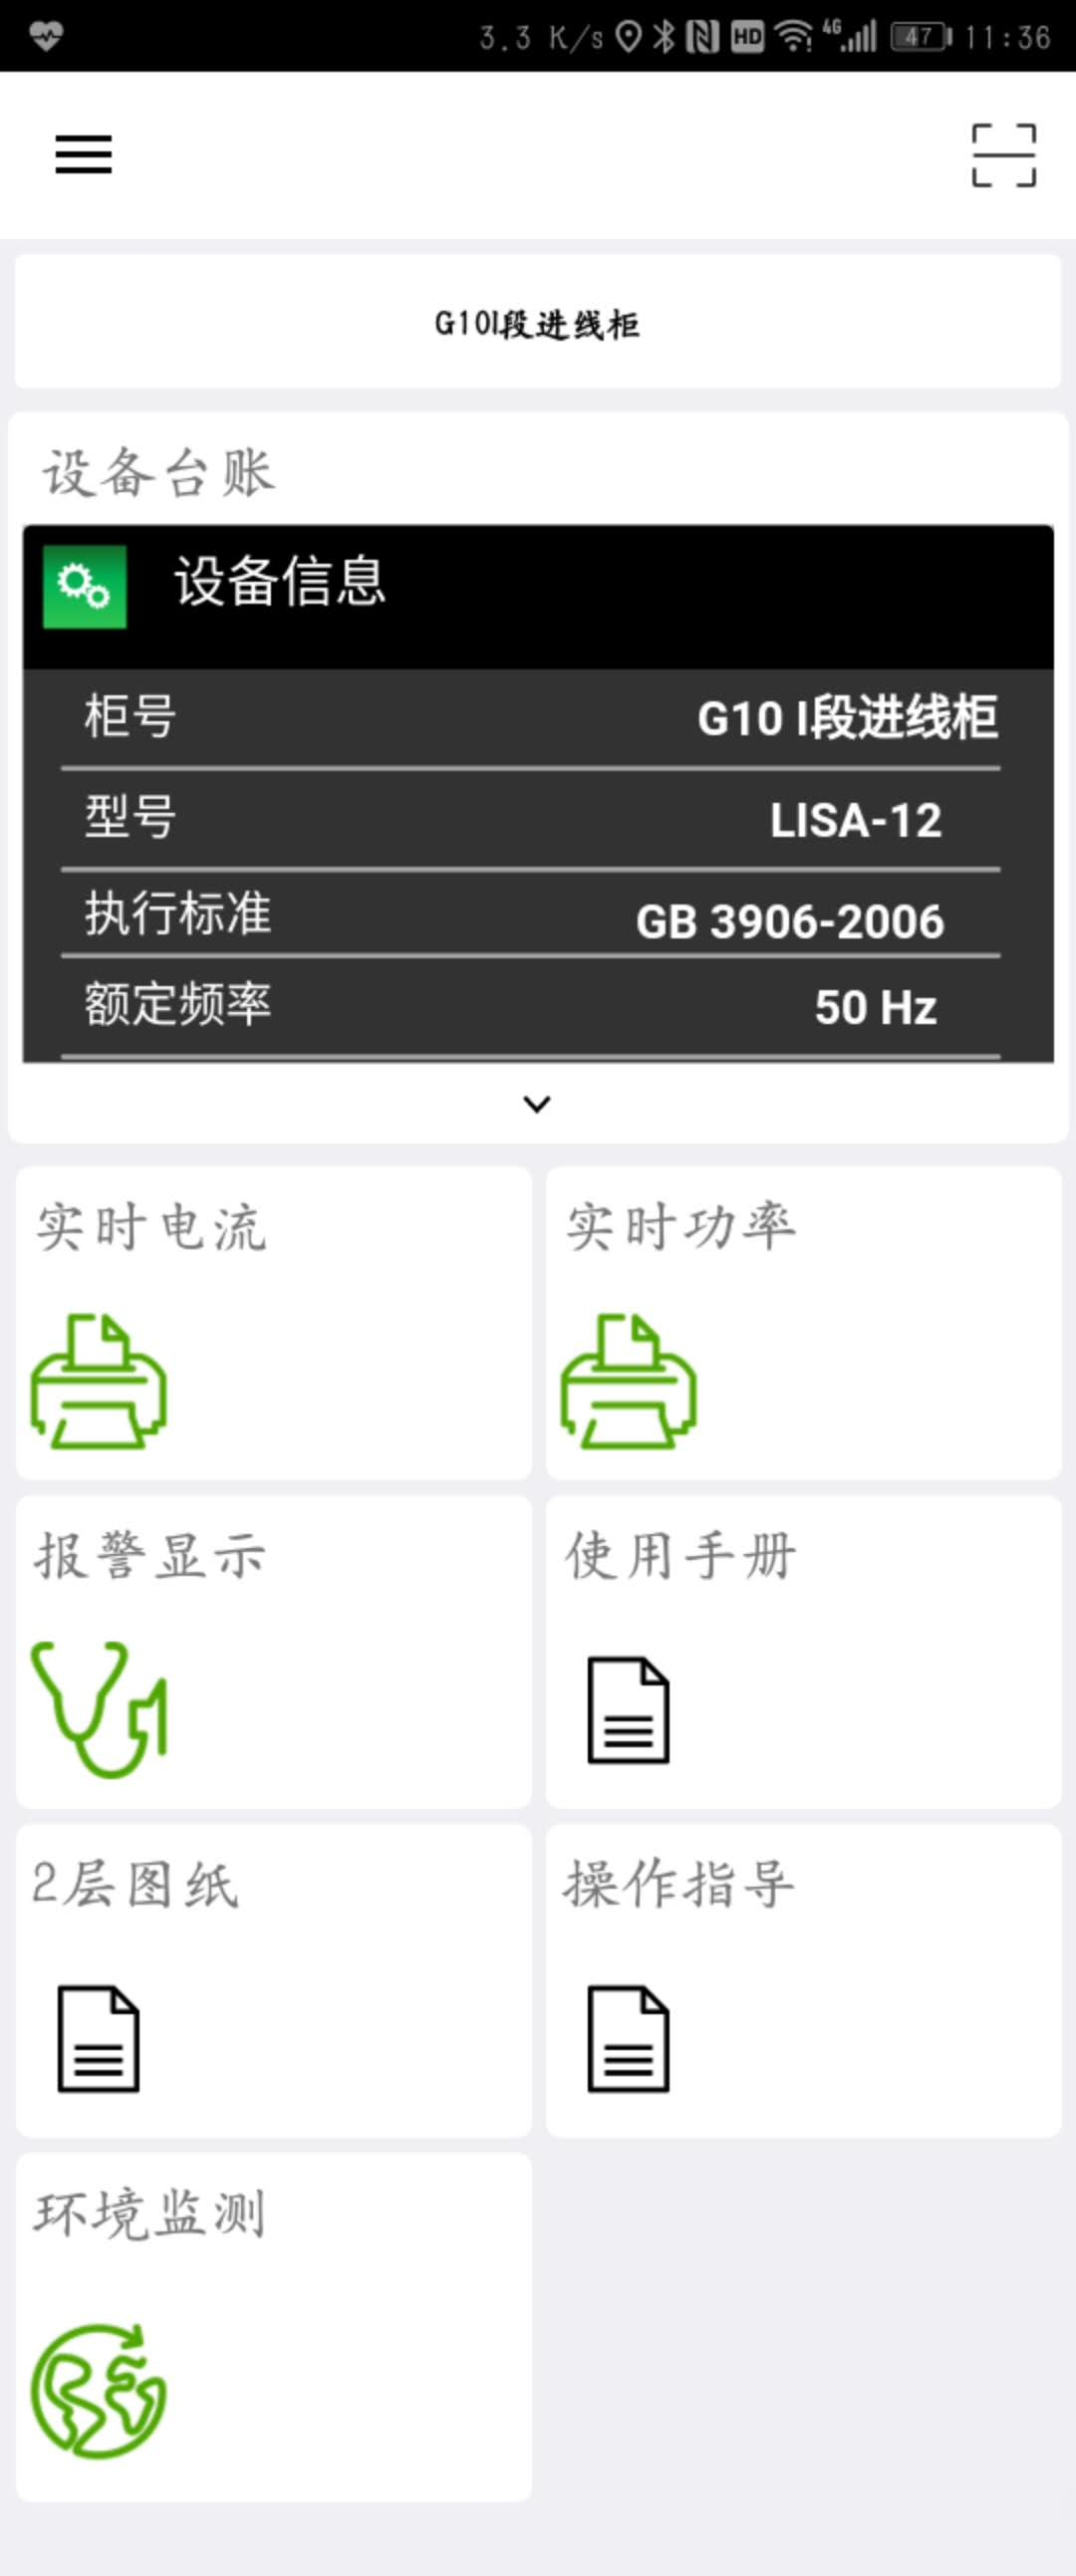 3.3 K/s HD 4G 47 11:36
G10I段进线柜
设备台账
设备信息
柜号 G10 I段进线柜
型号 LISA-12
执行标准 GB 3906-2006
额定频率 50 Hz
实时电流 实时功率
报警显示 使用手册
2层图纸 操作指导
环境监测